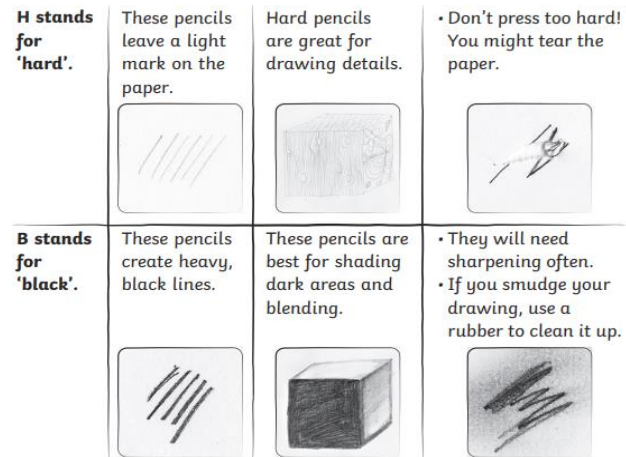 H stands
for
‘hard’.
These pencils
leave a light
mark on the
paper.
Hard pencils
are great for
drawing details.
• Don’t press too hard!
You might tear the
paper.
B stands
for
‘black’.
These pencils
create heavy,
black lines.
These pencils are
best for shading
dark areas and
blending.
• They will need
sharpening often.
• If you smudge your
drawing, use a
rubber to clean it up.